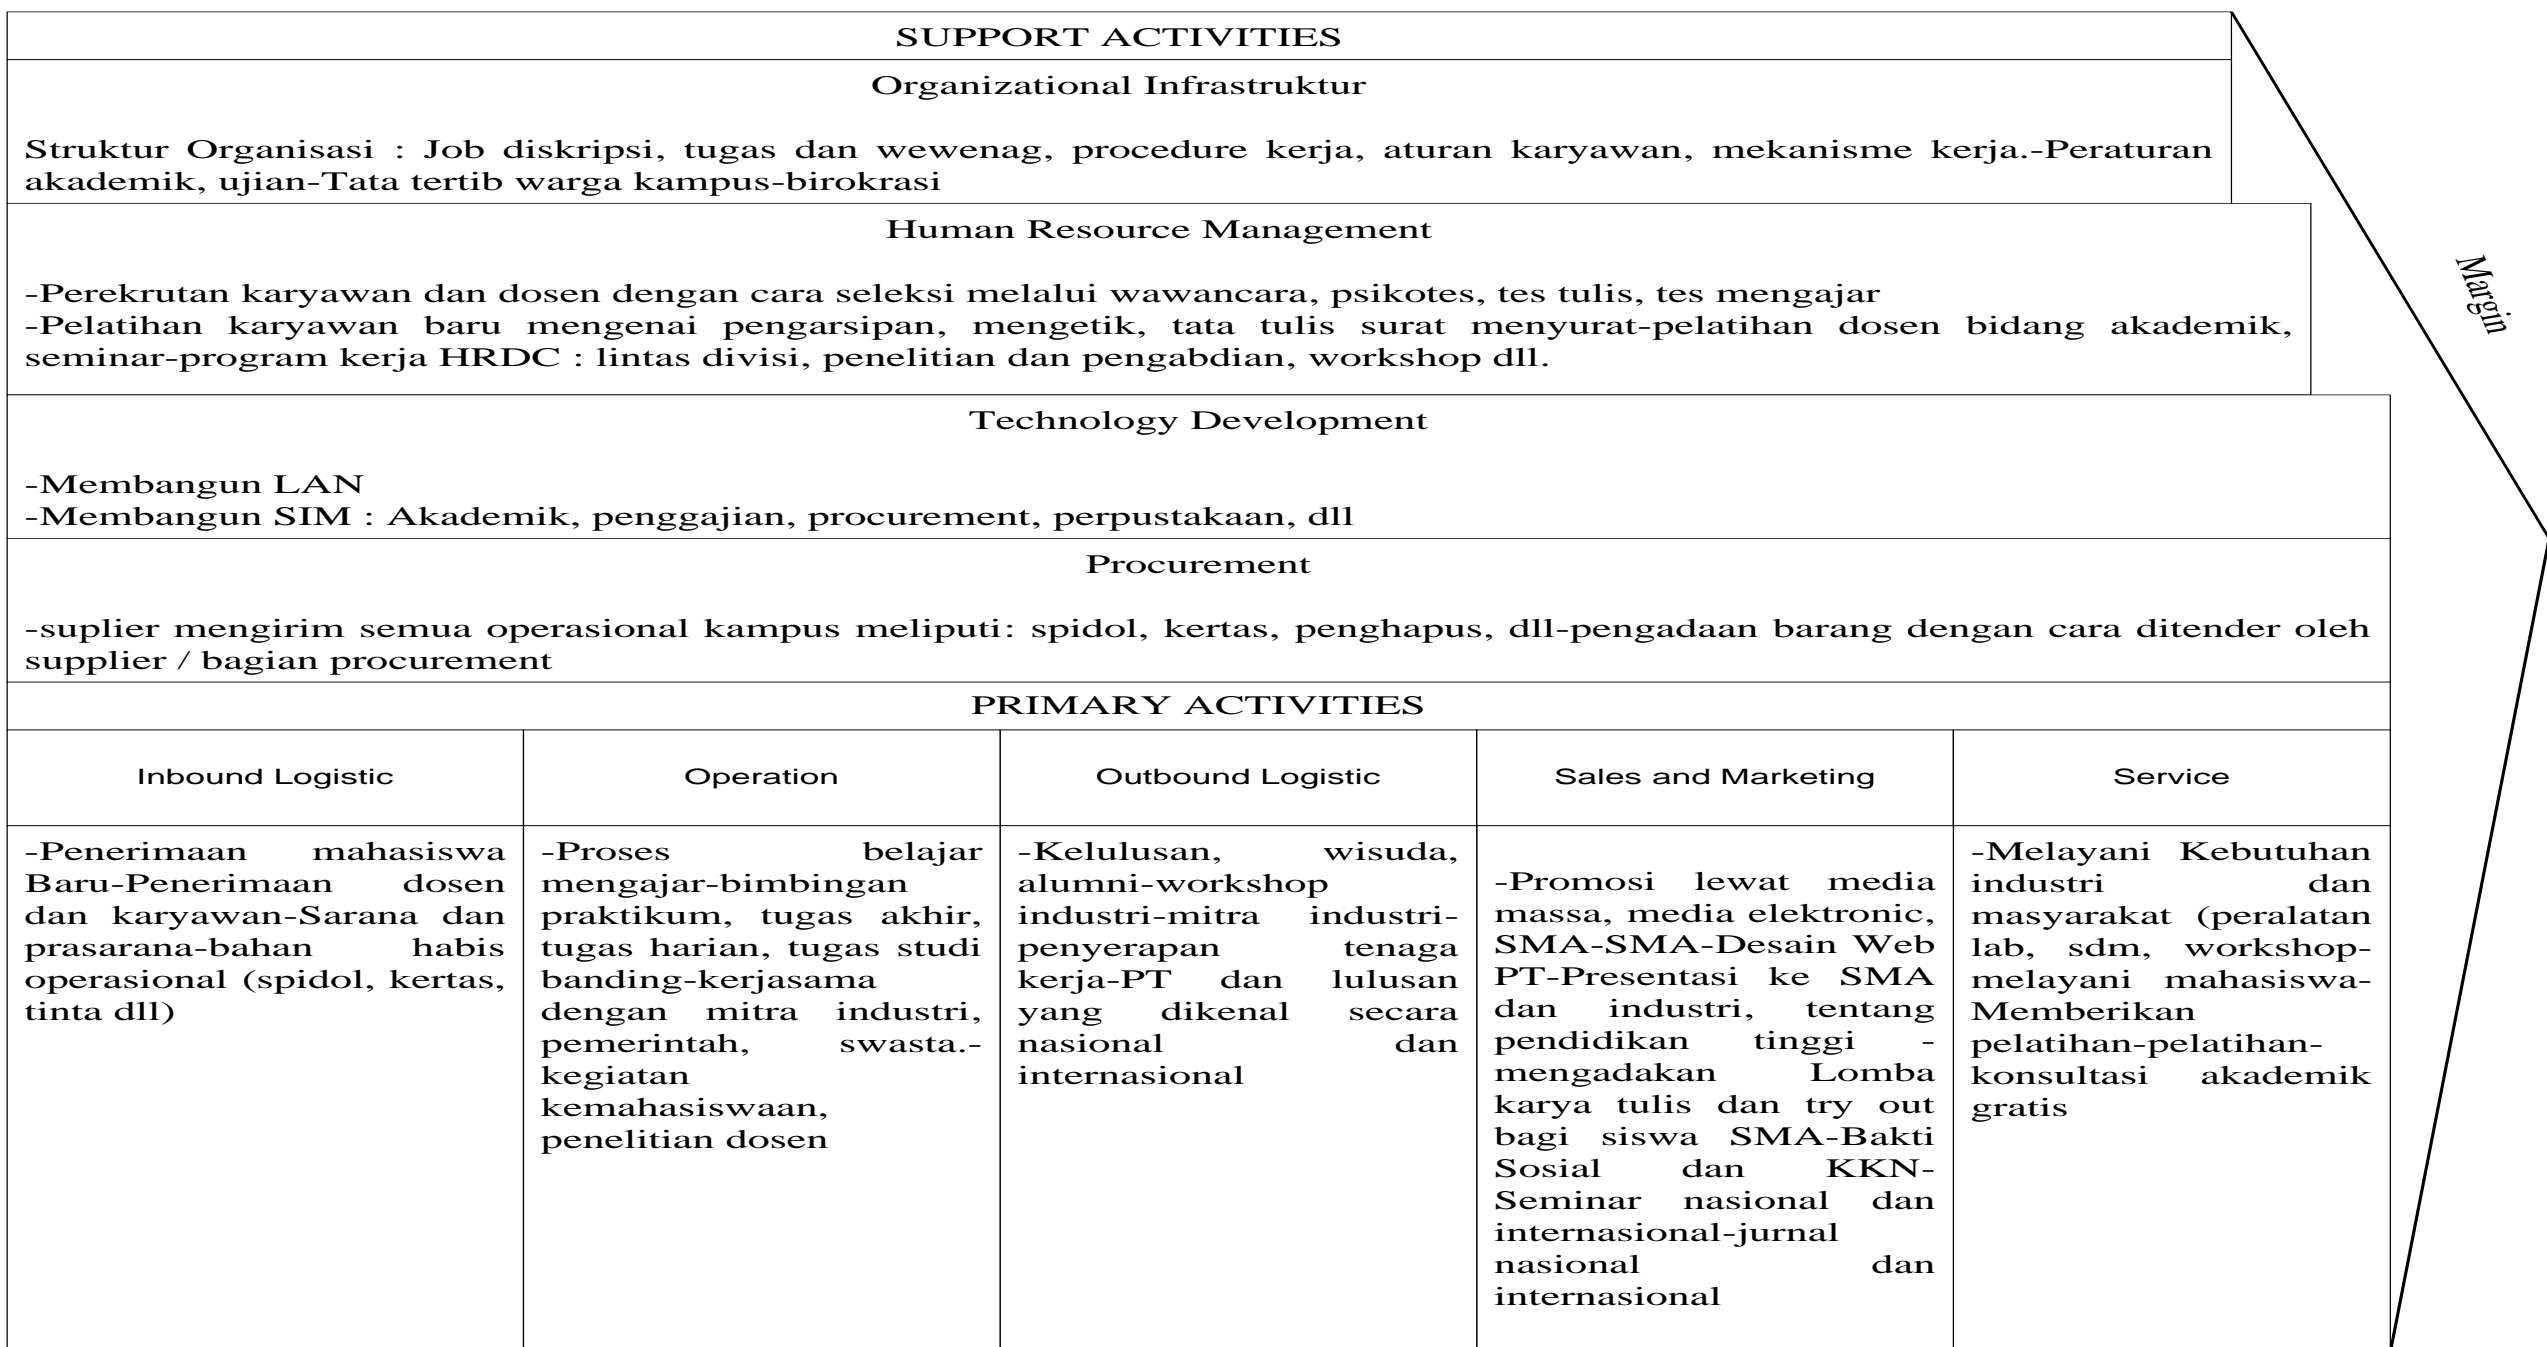 SUPPORT ACTIVITIES
Organizational Infrastruktur
Struktur Organisasi : Job diskripsi, tugas dan wewenag, procedure kerja, aturan karyawan, mekanisme kerja.-Peraturan
akademik, ujian-Tata tertib warga kampus-birokrasi
Human Resource Management
-Perekrutan karyawan dan dosen dengan cara seleksi melalui wawancara, psikotes, tes tulis, tes mengajar
-Pelatihan karyawan baru mengenai pengarsipan, mengetik, tata tulis surat menyurat-pelatihan dosen bidang akademik,
seminar-program kerja HRDC : lintas divisi, penelitian dan pengabdian, workshop dll.
Margin
Technology Development
-Membangun LAN
-Membangun SIM : Akademik, penggajian, procurement, perpustakaan, dll
Procurement
-suplier mengirim semua operasional kampus meliputi: spidol, kertas, penghapus, dll-pengadaan barang dengan cara ditender oleh
supplier / bagian procurement
PRIMARY ACTIVITIES
Inbound Logistic
Operation
Outbound Logistic
Sales and Marketing
Service
-Penerimaan mahasiswa
Baru-Penerimaan dosen
dan karyawan-Sarana dan
prasarana-bahan habis
operasional (spidol, kertas,
tinta dll)
-Proses belajar
mengajar-bimbingan
praktikum, tugas akhir,
tugas harian, tugas studi
banding-kerjasama
dengan mitra industri,
pemerintah, swasta.-
kegiatan
kemahasiswaan,
penelitian dosen
-Kelulusan, wisuda,
alumni-workshop
industri-mitra industri-
penyerapan tenaga
kerja-PT dan lulusan
yang dikenal secara
nasional dan
internasional
-Promosi lewat media
massa, media elektronic,
SMA-SMA-Desain Web
PT-Presentasi ke SMA
dan industri, tentang
pendidikan tinggi -
mengadakan Lomba
karya tulis dan try out
bagi siswa SMA-Bakti
Sosial dan KKN-
Seminar nasional dan
internasional-jurnal
nasional dan
internasional
-Melayani Kebutuhan
industri dan
masyarakat (peralatan
lab, sdm, workshop-
melayani mahasiswa-
Memberikan
pelatihan-pelatihan-
konsultasi akademik
gratis